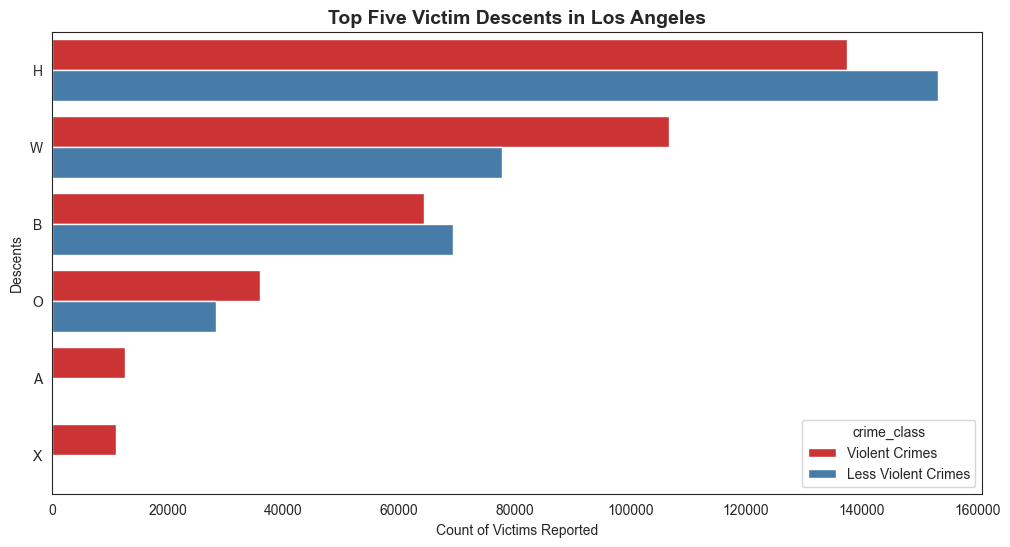 Top Five Victim Descents in Los Angeles
Descents
H
W
B
O
A
X
crime_class
Violent Crimes
Less Violent Crimes
0 20000 40000 60000 80000 100000 120000 140000 160000
Count of Victims Reported